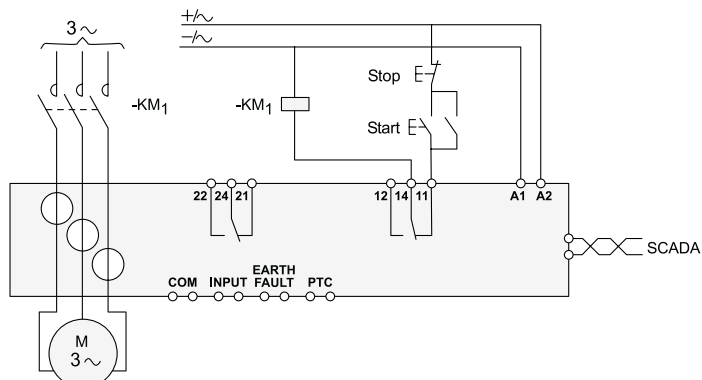 3 ~
+/~
−/~
Stop
-KM1
-KM1
Start
22 24 21
12 14 11
A1 A2
SCADA
COM INPUT EARTH FAULT PTC
M
3 ~